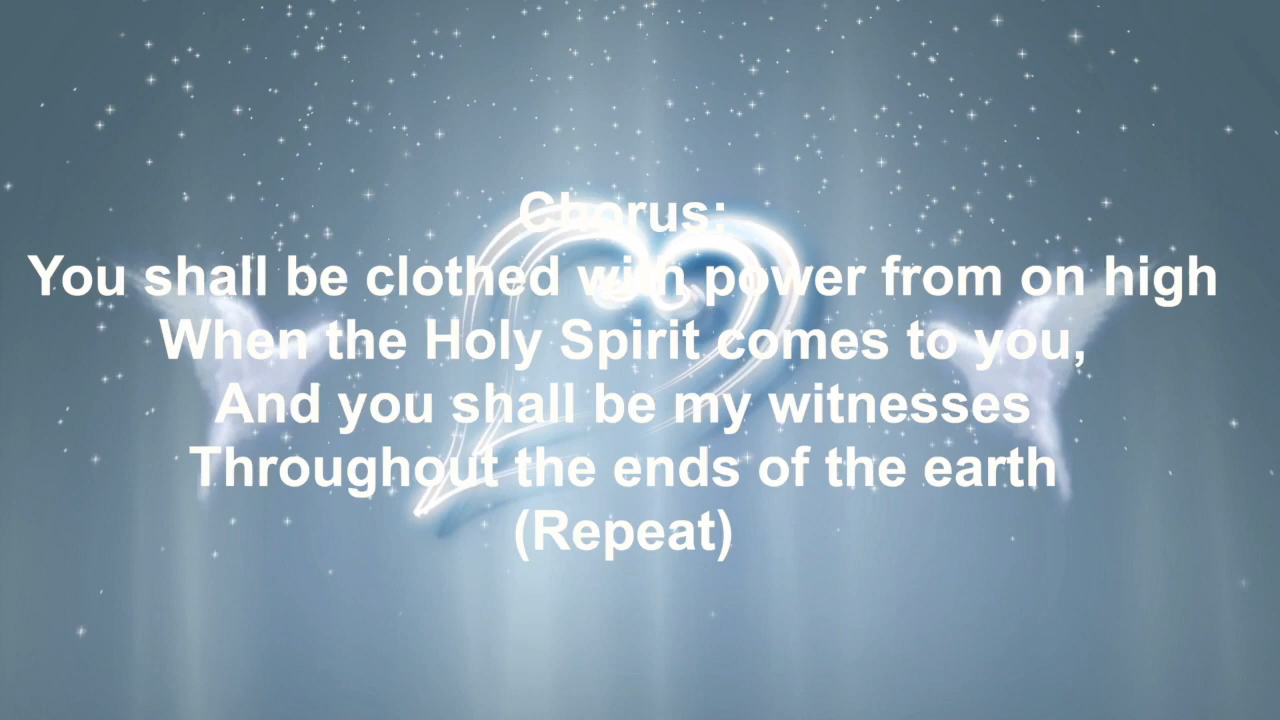 Chorus:
You shall be clothed with power from on high
When the Holy Spirit comes to you,
And you shall be my witnesses
Throughout the ends of the earth
(Repeat)